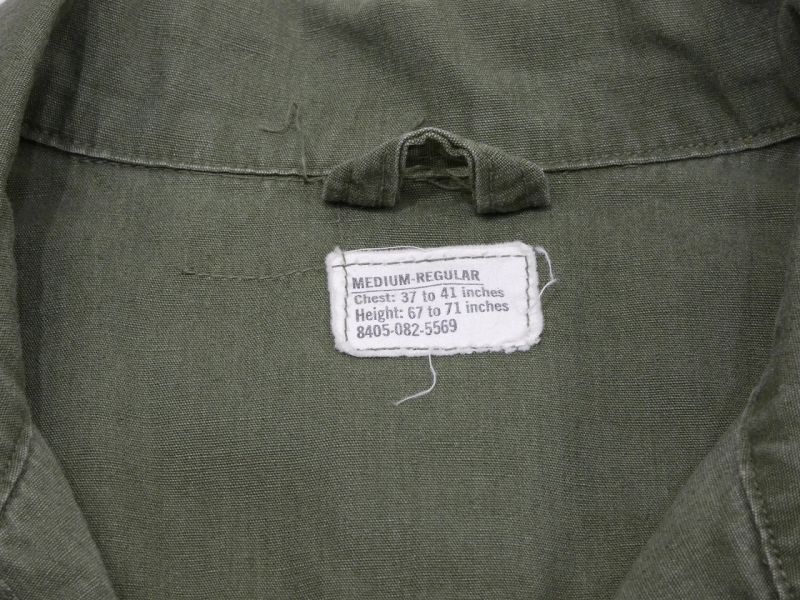 MEDIUM-REGULAR
Chest: 37 to 41 inches
Height: 67 to 71 inches
8405-082-5569